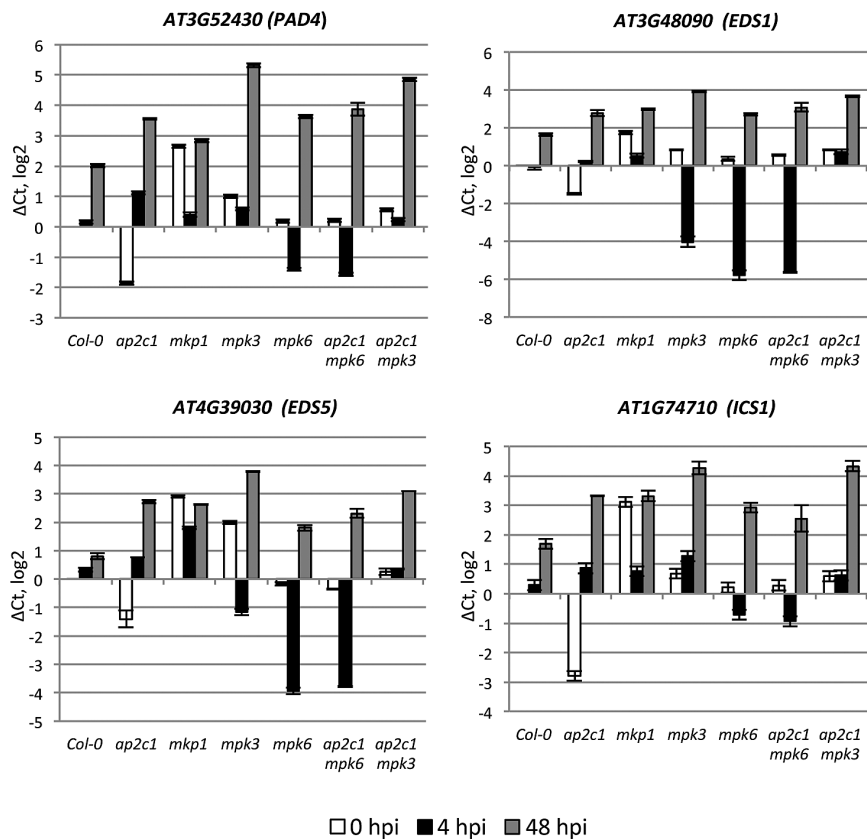 AT3G52430 (PAD4)
ΔCt, log2
6
5
4
3
2
1
0
-1
-2
-3
Col-0 ap2c1 mkp1 mpk3 mpk6 ap2c1 ap2c1
mpk6 mpk3
AT3G48090 (EDS1)
ΔCt, log2
6
4
2
0
-2
-4
-6
-8
Col-0 ap2c1 mkp1 mpk3 mpk6 ap2c1 ap2c1
mpk6 mpk3
AT4G39030 (EDS5)
ΔCt, log2
5
4
3
2
1
0
-1
-2
-3
-4
-5
Col-0 ap2c1 mkp1 mpk3 mpk6 ap2c1 ap2c1
mpk6 mpk3
AT1G74710 (ICS1)
ΔCt, log2
5
4
3
2
1
0
-1
-2
-3
-4
Col-0 ap2c1 mkp1 mpk3 mpk6 ap2c1 ap2c1
mpk6 mpk3
0 hpi 4 hpi 48 hpi